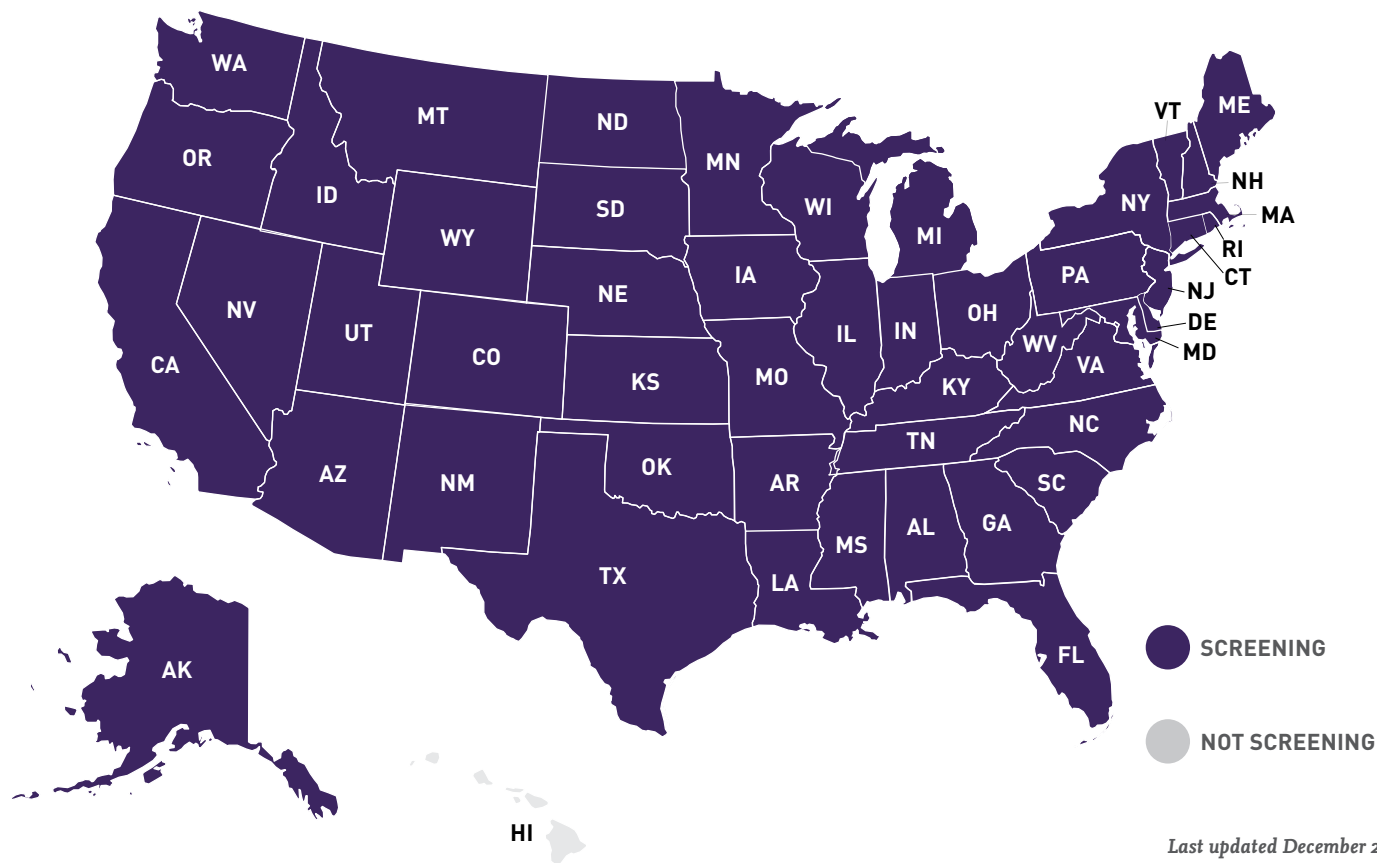 WA
MT
ND
MN
VT
ME
OR
ID
SD
WI
MI
NY
NH
MA
RI
CT
WY
IA
PA
NJ
NV
UT
NE
IL
IN
OH
DE
MD
CA
CO
KS
MO
WV
VA
KY
AZ
NM
OK
AR
TN
NC
SC
TX
LA
MS
AL
GA
FL
AK
HI
SCREENING
NOT SCREENING
Last updated December